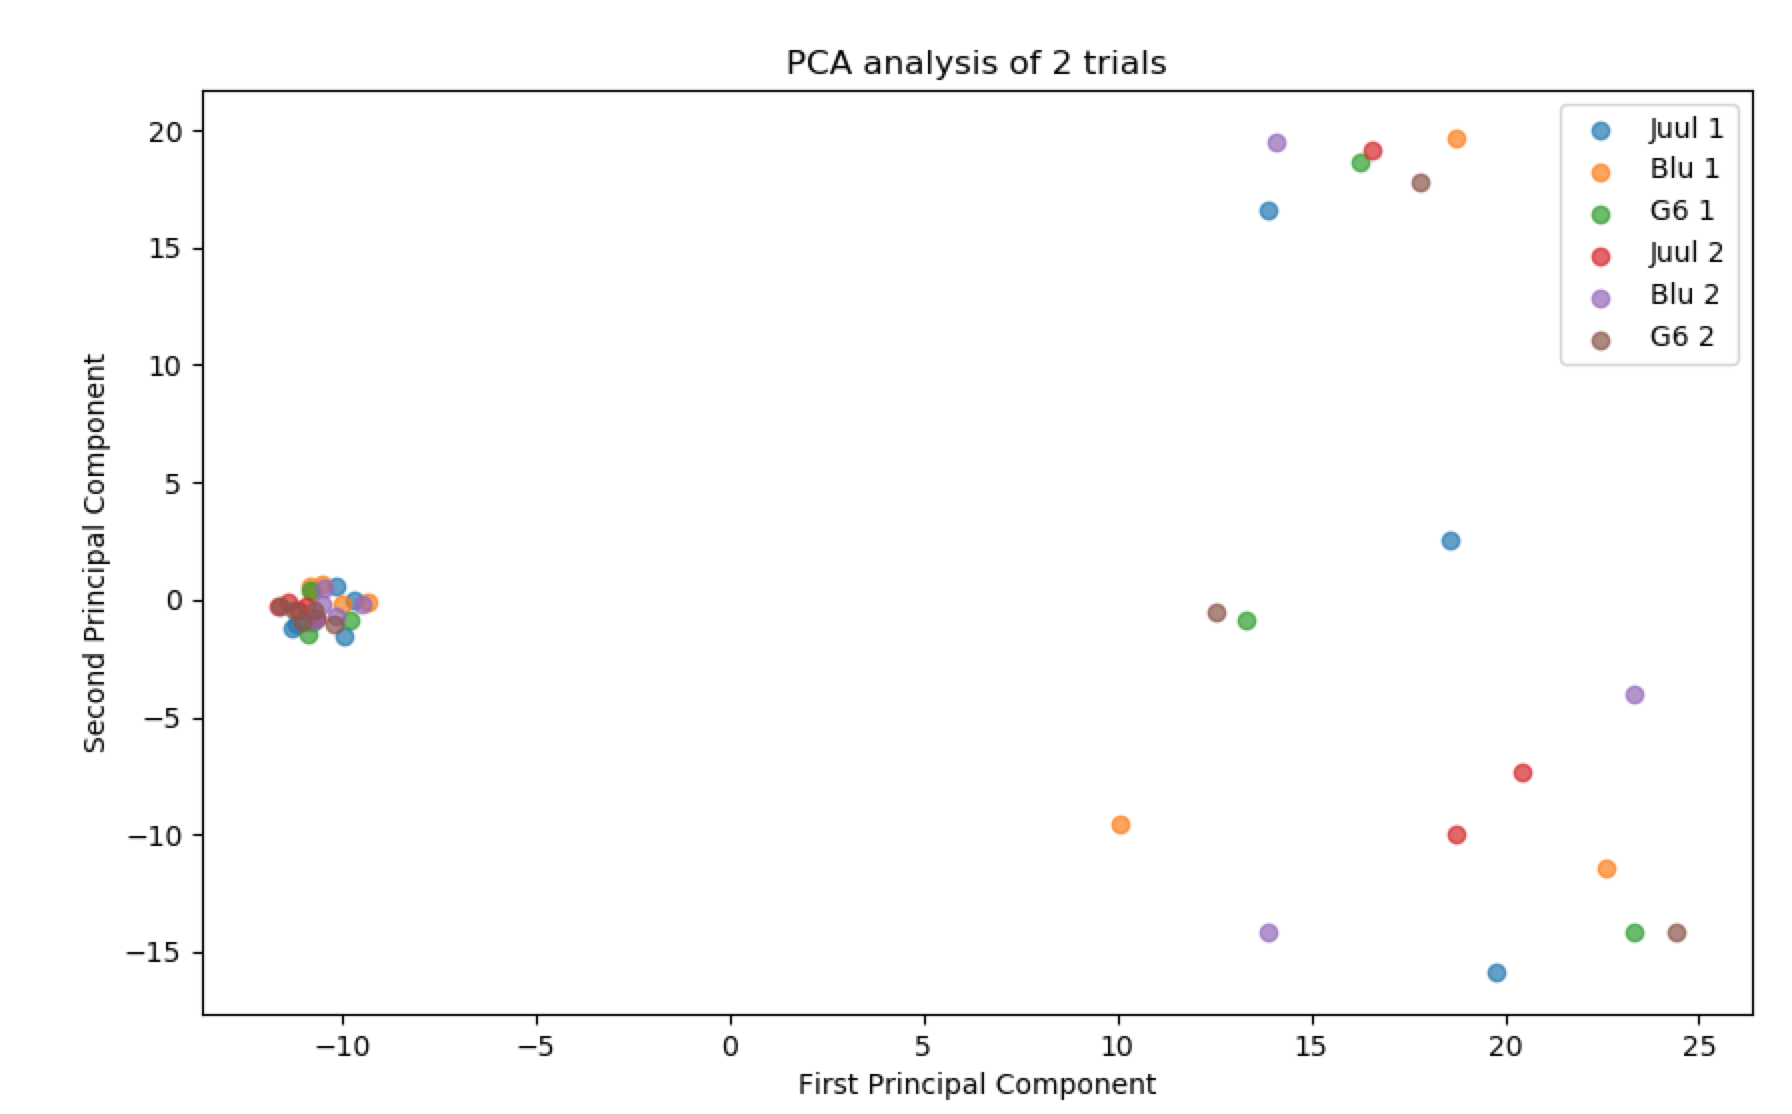 PCA analysis of 2 trials
Juul 1
Blu 1
G6 1
Juul 2
Blu 2
G6 2
Second Principal Component
20
15
10
5
0
−5
−10
−15
−10
−5
0
5
10
15
20
25
First Principal Component